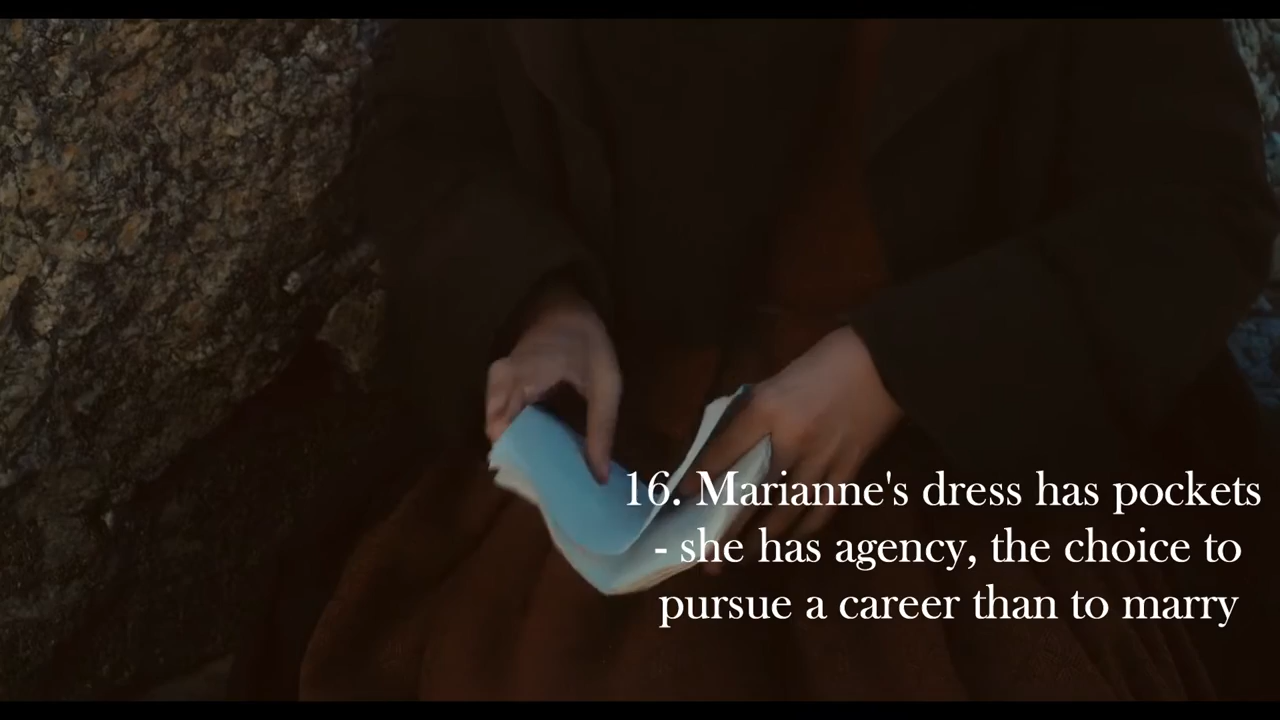 16. Marianne's dress has pockets
- she has agency, the choice to
pursue a career than to marry